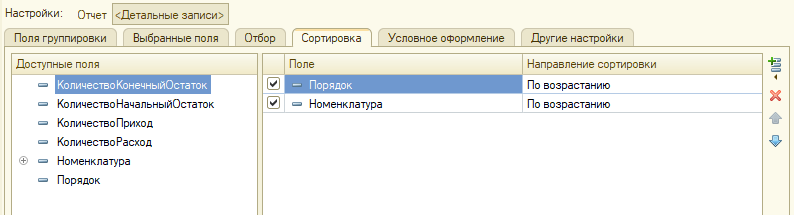 Настройки: Отчет <Детальные записи>
Поля группировки Выбранные поля Отбор Сортировка Условное оформление Другие настройки
Доступные поля Поле Направление сортировки
КоличествоКонечныйОстаток Порядок По возрастанию
КоличествоНачальныйОстаток Номенклатура По возрастанию
КоличествоПриход
КоличествоРасход
Номенклатура
Порядок